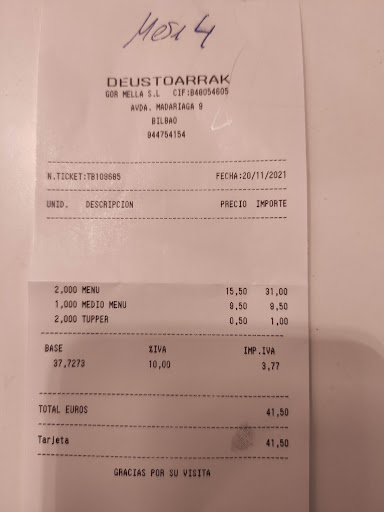 Mesa 4
DEUSTOARRAK
GOR MELLA S.L CIF:B48054605
AVDA. MADARIAGA 9
BILBAO
944754154
N.TICKET:TB109685 FECHA:20/11/2021
UNID. DESCRIPCION PRECIO IMPORTE
2,000 MENU 15,50 31,00
1,000 MEDIO MENU 9,50 9,50
2,000 TUPPER 0,50 1,00
BASE %IVA IMP.IVA
37,7273 10,00 3,77
TOTAL EUROS 41,50
Tarjeta 41,50
GRACIAS POR SU VISITA